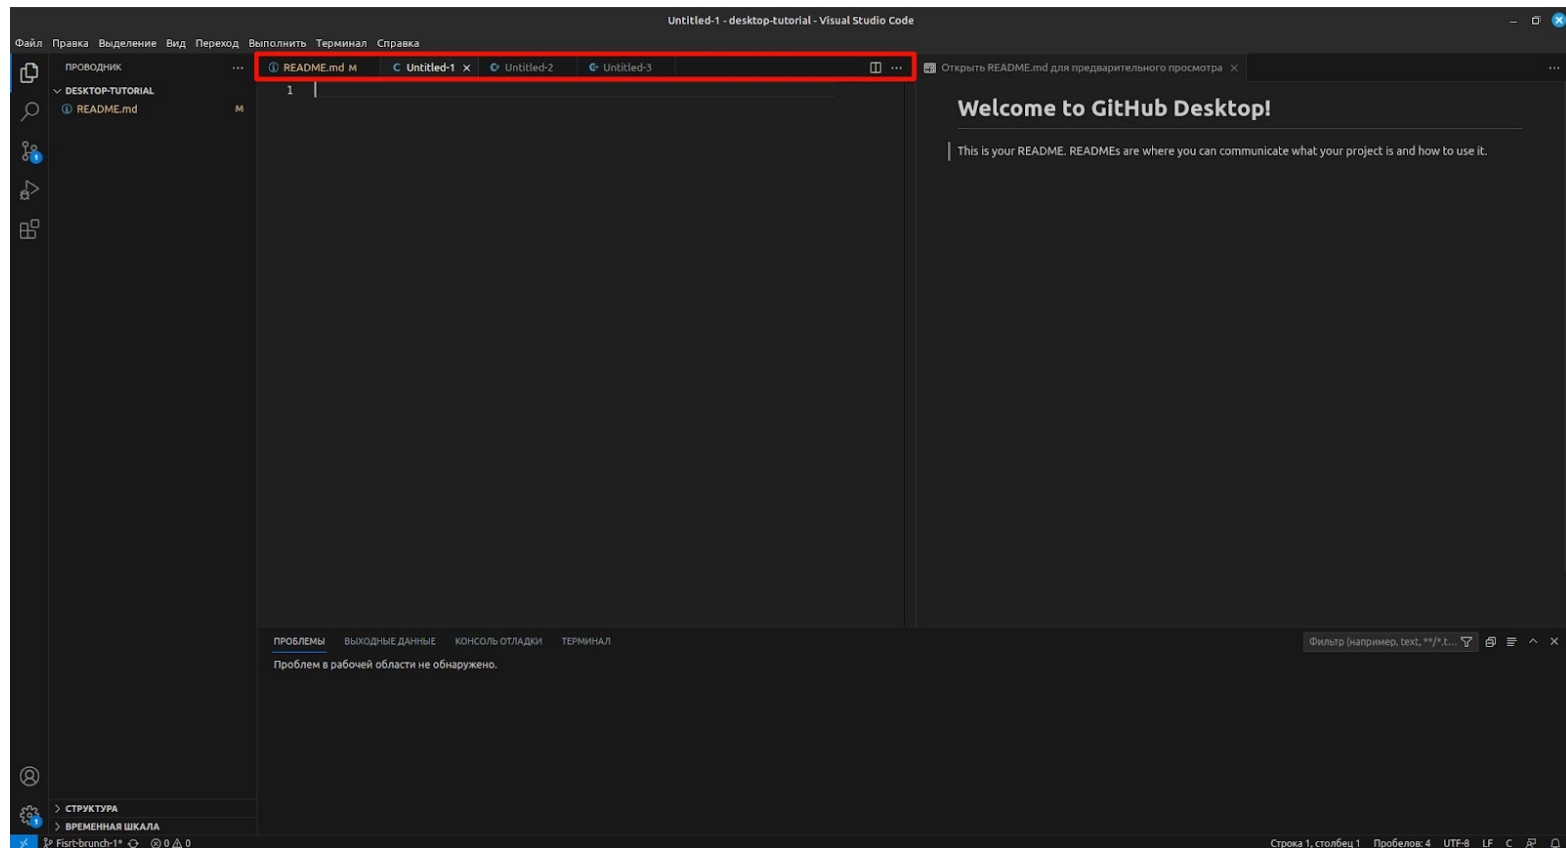 Untitled-1 - desktop-tutorial - Visual Studio Code
Файл Правка Выделение Вид Переход Выполнить Терминал Справка
ПРОВОДНИК
README.md M Untitled-1 Untitled-2 Untitled-3
Открыть README.md для предварительного просмотра
DESKTOP-TUTORIAL
README.md M
1
Welcome to GitHub Desktop!
This is your README. READMEs are where you can communicate what your project is and how to use it.
ПРОБЛЕМЫ ВЫХОДНЫЕ ДАННЫЕ КОНСОЛЬ ОТЛАДКИ ТЕРМИНАЛ
Фильтр (например, text, **/*.t...
Проблем в рабочей области не обнаружено.
СТРУКТУРА
ВРЕМЕННАЯ ШКАЛА
Fisrt-brunch-1* 0 0
Строка 1, столбец 1 Пробелов: 4 UTF-8 LF C